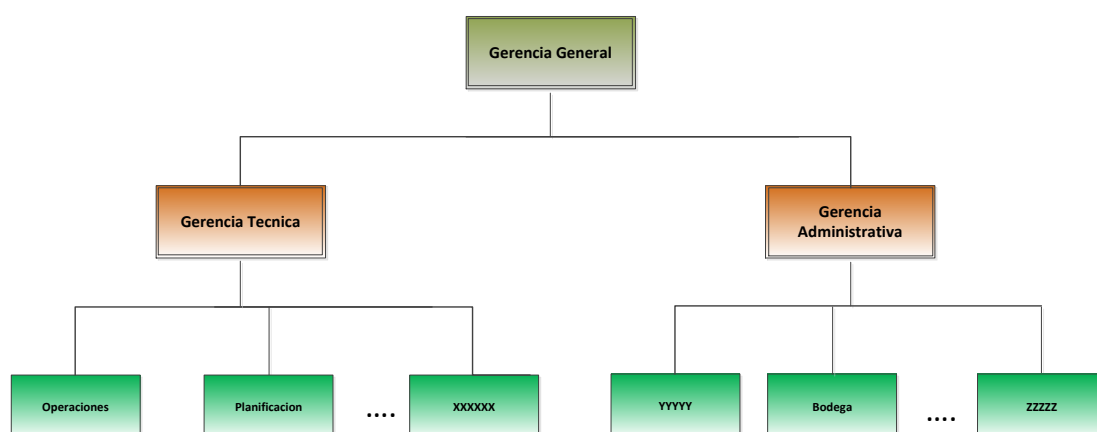 Gerencia General
Gerencia Tecnica
Gerencia
Administrativa
Operaciones
Planificacion
....
XXXXXX
YYYYY
Bodega
....
ZZZZZ